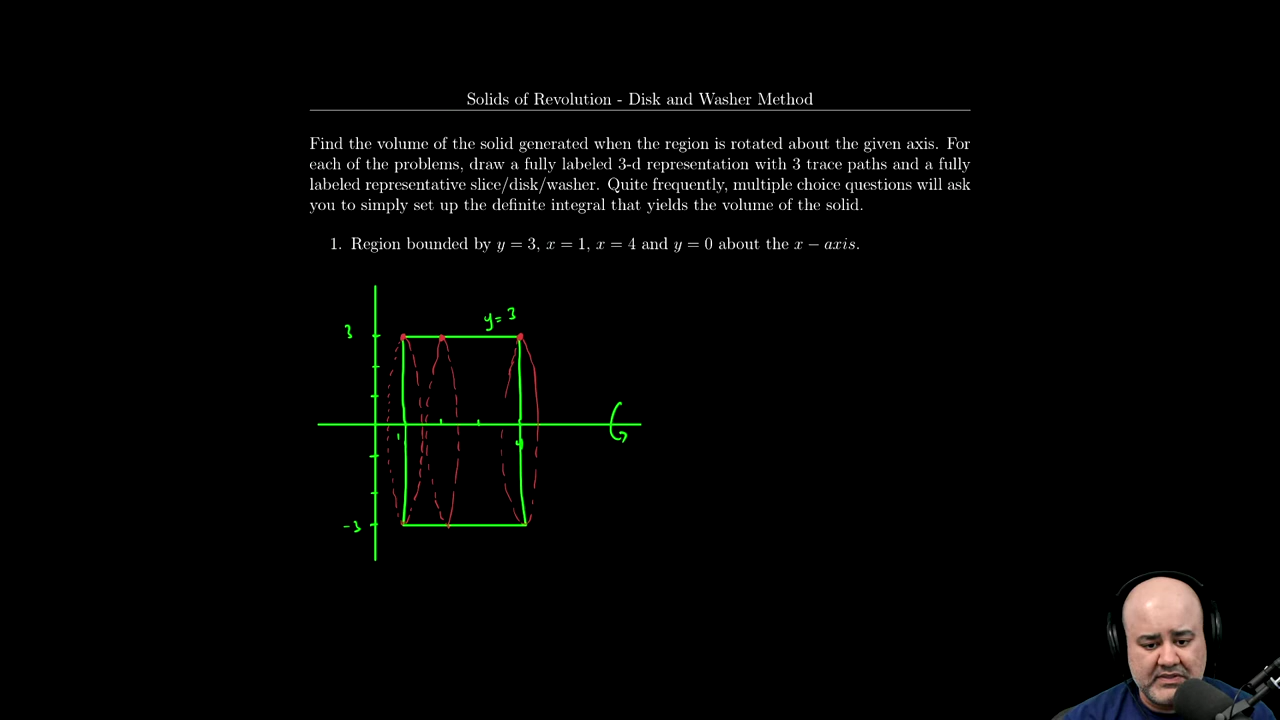 Solids of Revolution - Disk and Washer Method
Find the volume of the solid generated when the region is rotated about the given axis. For
each of the problems, draw a fully labeled 3-d representation with 3 trace paths and a fully
labeled representative slice/disk/washer. Quite frequently, multiple choice questions will ask
you to simply set up the definite integral that yields the volume of the solid.
1. Region bounded by y = 3, x = 1, x = 4 and y = 0 about the x − axis.
y=3
3
1
4
-3